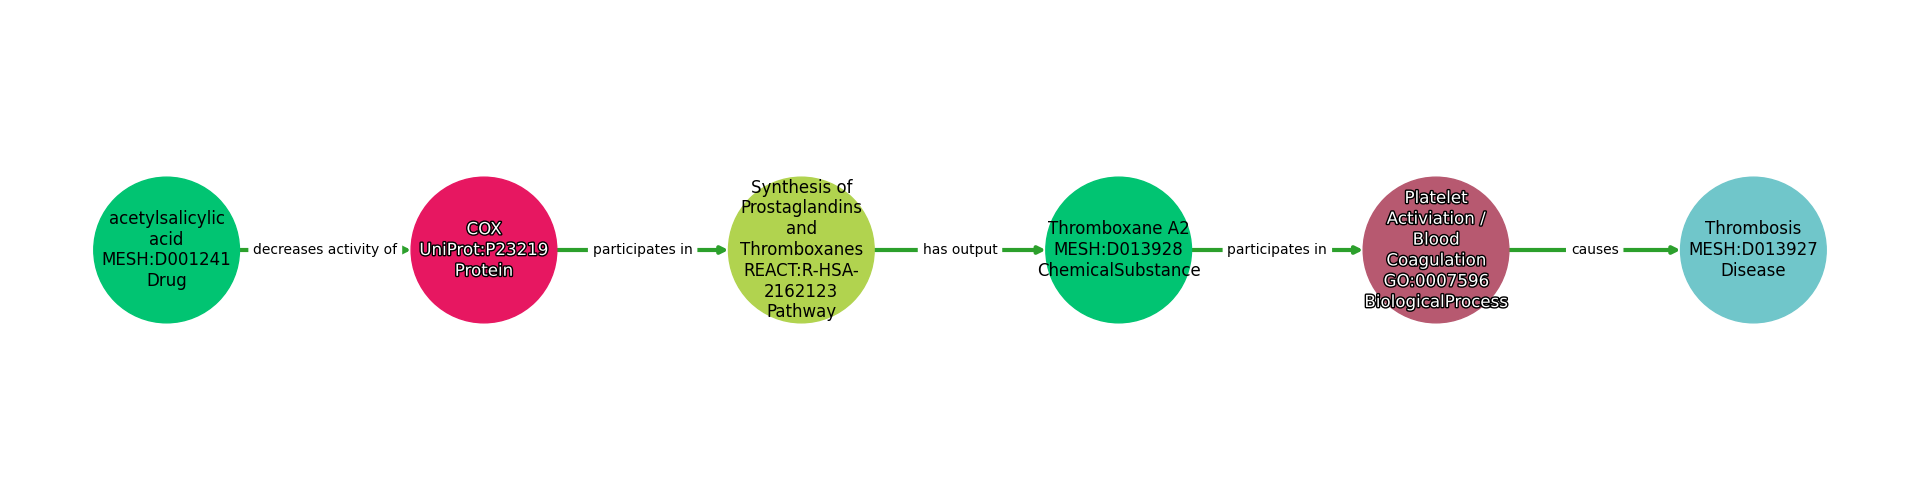 acetylsalicylic
acid
MESH:D001241
Drug
decreases activity of
COX
UniProt:P23219
Protein
participates in
Synthesis of
Prostaglandins
and
Thromboxanes
REACT:R-HSA-
2162123
Pathway
has output
Thromboxane A2
MESH:D013928
ChemicalSubstance
participates in
Platelet
Activiation /
Blood
Coagulation
GO:0007596
BiologicalProcess
causes
Thrombosis
MESH:D013927
Disease